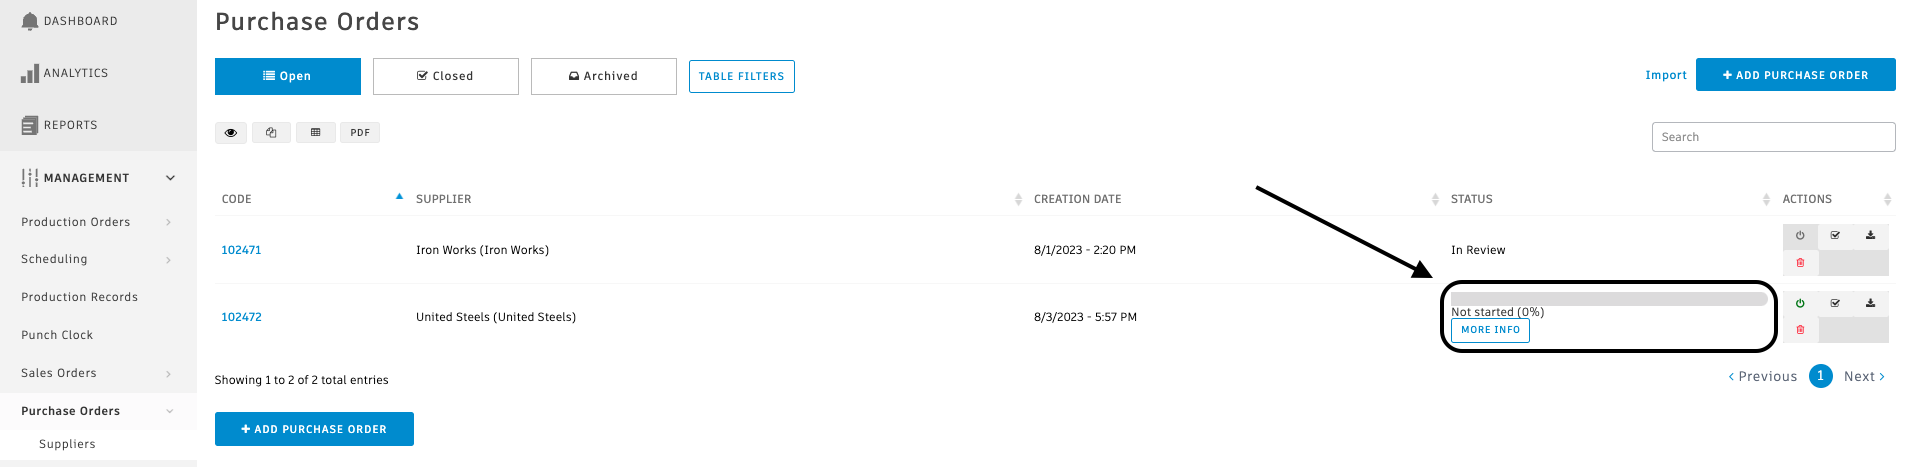 DASHBOARD
ANALYTICS
REPORTS
MANAGEMENT
Production Orders
Scheduling
Production Records
Punch Clock
Sales Orders
Purchase Orders
Suppliers
Purchase Orders
Open Closed Archived TABLE FILTERS
Import + ADD PURCHASE ORDER
PDF
Search
CODE SUPPLIER CREATION DATE STATUS ACTIONS
102471 Iron Works (Iron Works) 8/1/2023 - 2:20 PM In Review
102472 United Steels (United Steels) 8/3/2023 - 5:57 PM Not started (0%)
MORE INFO
Showing 1 to 2 of 2 total entries
< Previous 1 Next >
+ ADD PURCHASE ORDER